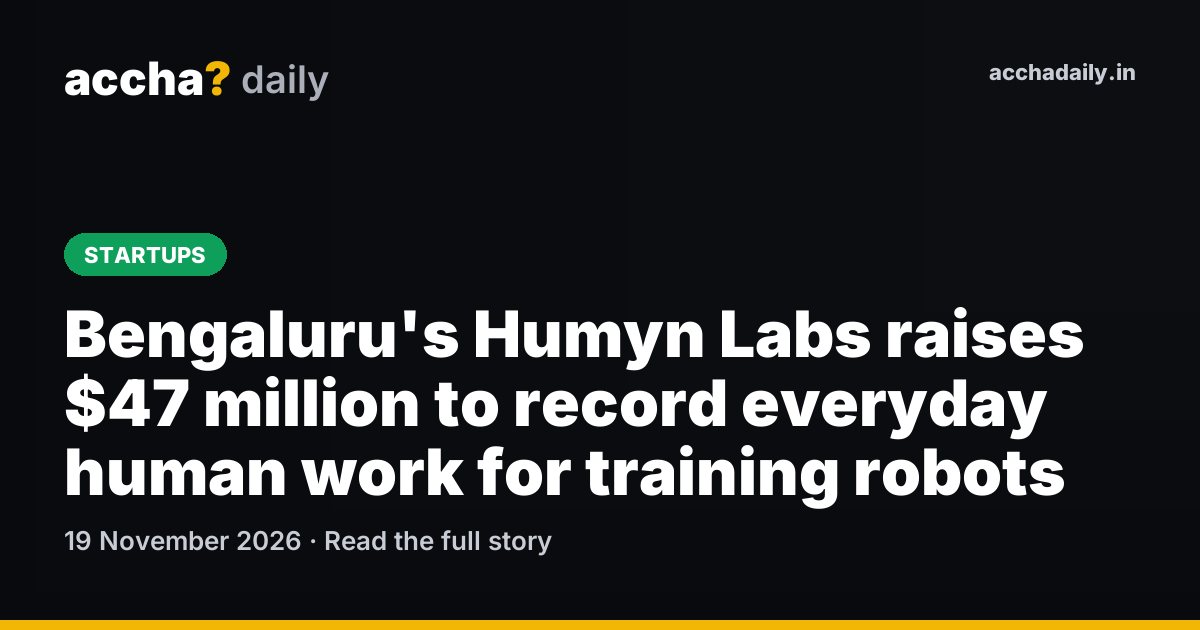 accha? daily
acchadaily.in
STARTUPS
Bengaluru's Humyn Labs raises
$47 million to record everyday
human work for training robots
19 November 2026 · Read the full story